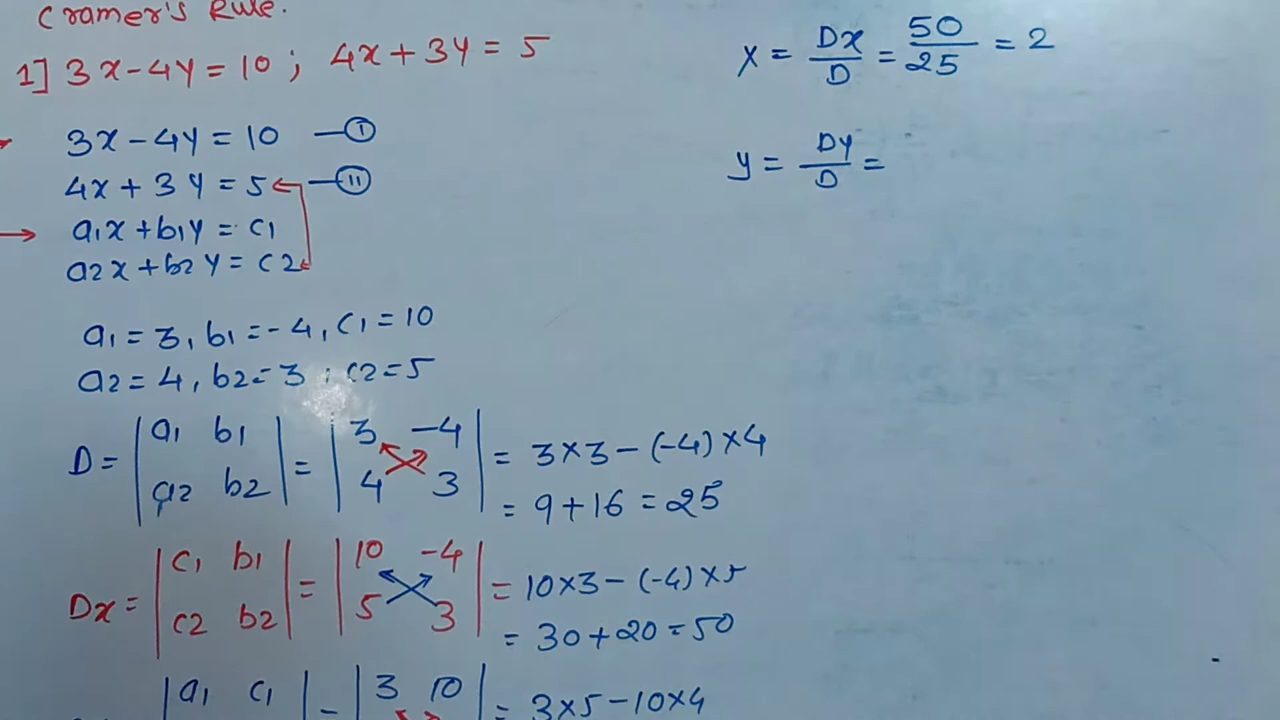 Cramer's Rule.
1] 3x-4y=10; 4x+3y=5
3x-4y=10 —(I)
4x+3y=5 —(II)
a1x+b1y=c1
a2x+b2y=c2
a1=3, b1=-4, c1=10
a2=4, b2=3; c2=5
D= |a1 b1| = |3 -4| = 3×3-(-4)×4
|a2 b2| |4 3| = 9+16=25
Dx= |c1 b1| = |10 -4| = 10×3-(-4)×5
|c2 b2| |5 3| = 30+20=50
|a1 c1| = |3 10| = 3×5-10×4
x = Dx/D = 50/25 = 2
y = Dy/D =